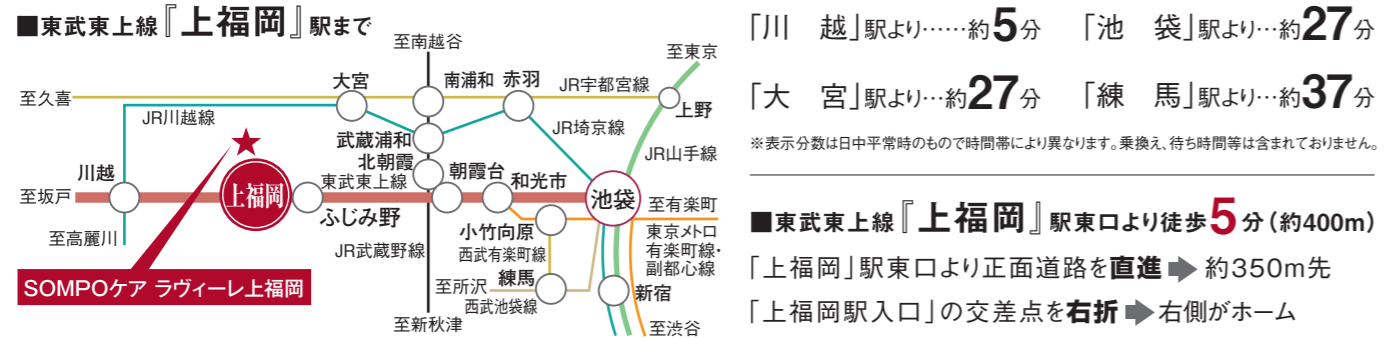 ■東武東上線『上福岡』駅まで
至南越谷
至東京
大宮
南浦和
赤羽
JR宇都宮線
至久喜
上野
JR川越線
JR埼京線
武蔵浦和
JR山手線
北朝霞
川越
上福岡
東武東上線
朝霞台
和光市
池袋
至坂戸
ふじみ野
至有楽町
至高麗川
JR武蔵野線
小竹向原
西武有楽町線
東京メトロ
有楽町線・
副都心線
SOMPOケア ラヴィーレ上福岡
至所沢
練馬
西武池袋線
新宿
至新秋津
至渋谷
「川　越」駅より……約5分
「池　袋」駅より…約27分
「大　宮」駅より…約27分
「練　馬」駅より…約37分
※表示分数は日中平常時のもので時間帯により異なります。乗換え、待ち時間等は含まれておりません。
■東武東上線『上福岡』駅東口より徒歩5分（約400m）
「上福岡」駅東口より正面道路を直進➡約350m先
「上福岡駅入口」の交差点を右折➡右側がホーム